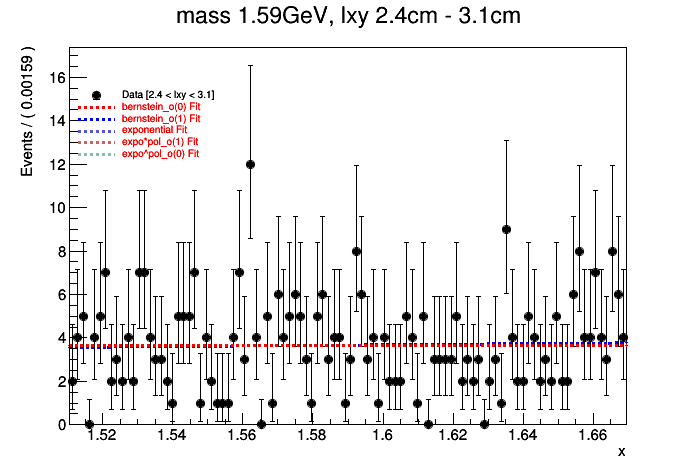 mass 1.59GeV, lxy 2.4cm - 3.1cm
Events / ( 0.00159 )
16
14
12
10
8
6
4
2
0
Data [2.4 < lxy < 3.1]
bernstein_o(0) Fit
bernstein_o(1) Fit
exponential Fit
expo*pol_o(1) Fit
expo^pol_o(0) Fit
1.52 1.54 1.56 1.58 1.6 1.62 1.64 1.66
x